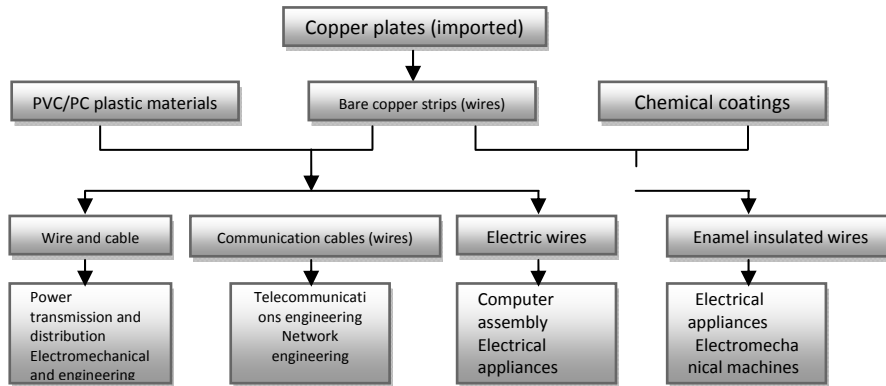 Copper plates (imported)
PVC/PC plastic materials
Bare copper strips (wires)
Chemical coatings
Wire and cable
Communication cables (wires)
Electric wires
Enamel insulated wires
Power
transmission and
distribution
Electromechanical
and engineering
Telecommunicati
ons engineering
Network
engineering
Computer
assembly
Electrical
appliances
Electrical
appliances
Electromecha
nical machines